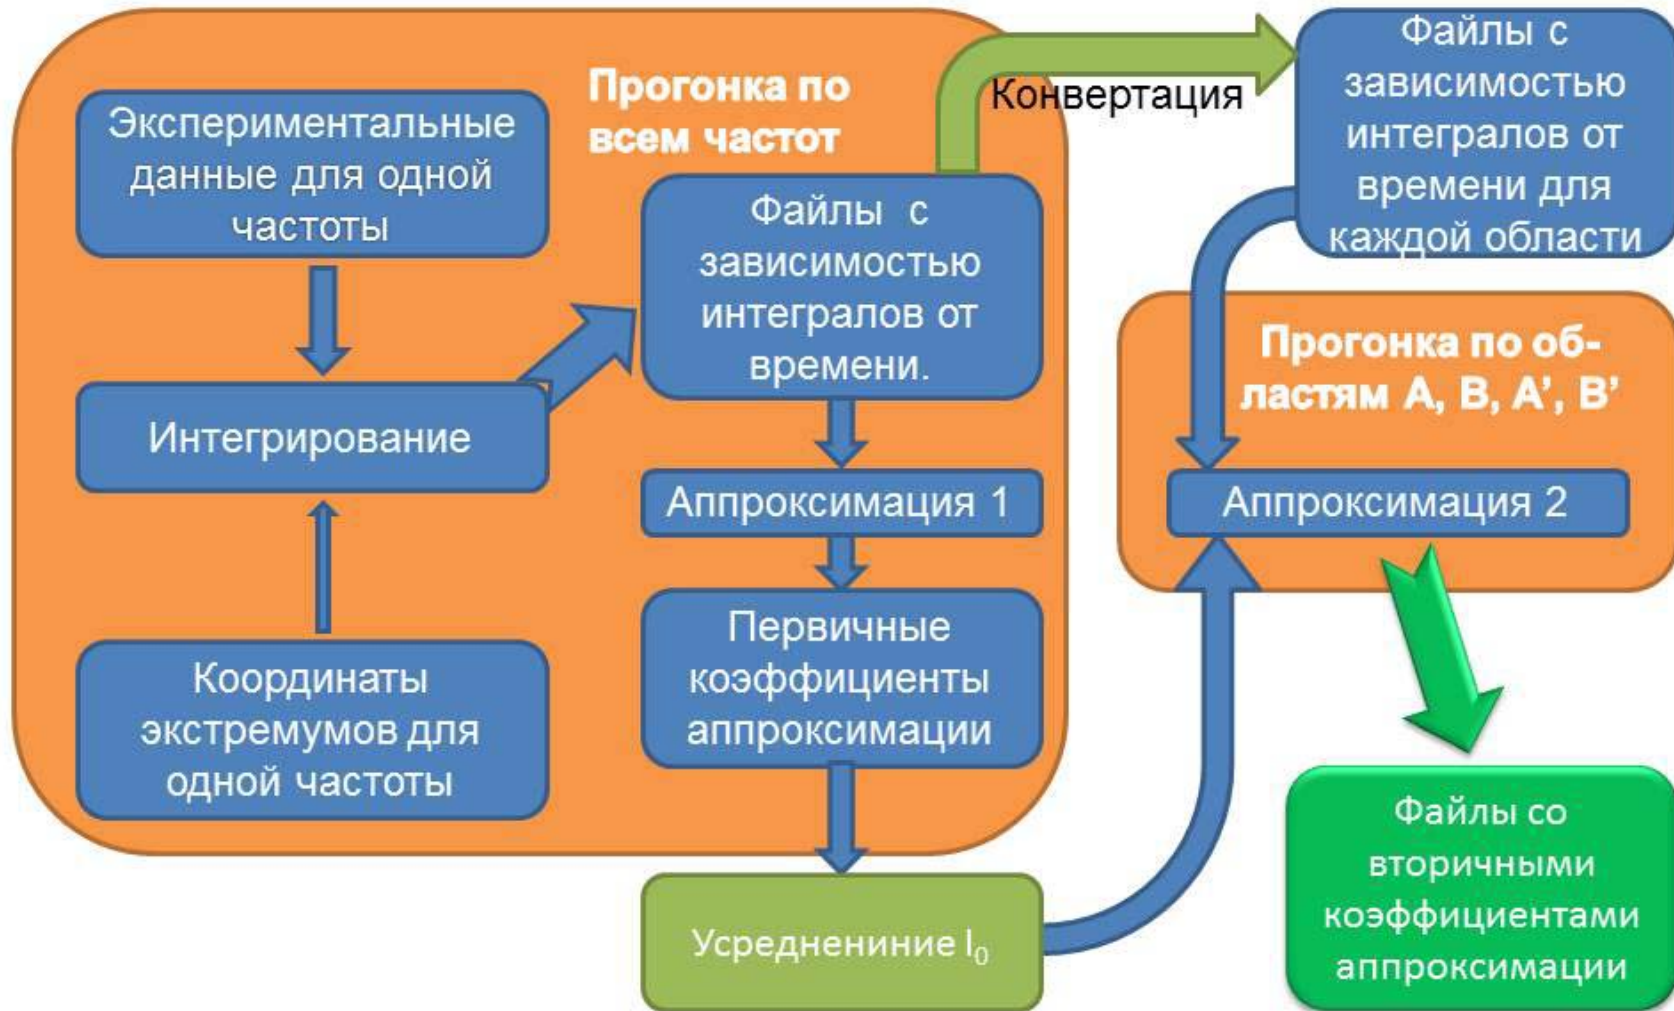 Прогонка по
всем частот
Экспериментальные
данные для одной
частоты
Интегрирование
Координаты
экстремумов для
одной частоты
Файлы с
зависимостью
интегралов от
времени.
Аппроксимация 1
Первичные
коэффициенты
аппроксимации
Усреднениние I₀
Конвертация
Файлы с
зависимостью
интегралов от
времени для
каждой области
Прогонка по об-
ластям A, B, A’, B’
Аппроксимация 2
Файлы со
вторичными
коэффициентами
аппроксимации